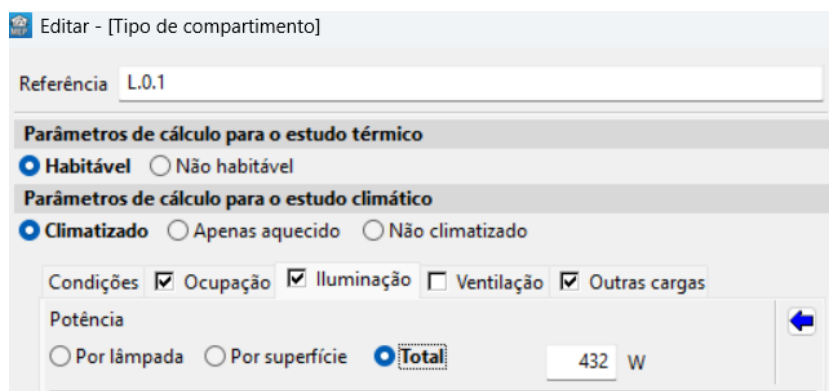 MEP Editar - [Tipo de compartimento]
Referência L.0.1
Parâmetros de cálculo para o estudo térmico
Habitável Não habitável
Parâmetros de cálculo para o estudo climático
Climatizado Apenas aquecido Não climatizado
Condições Ocupação Iluminação Ventilação Outras cargas
Potência
Por lâmpada Por superfície Total 432 W